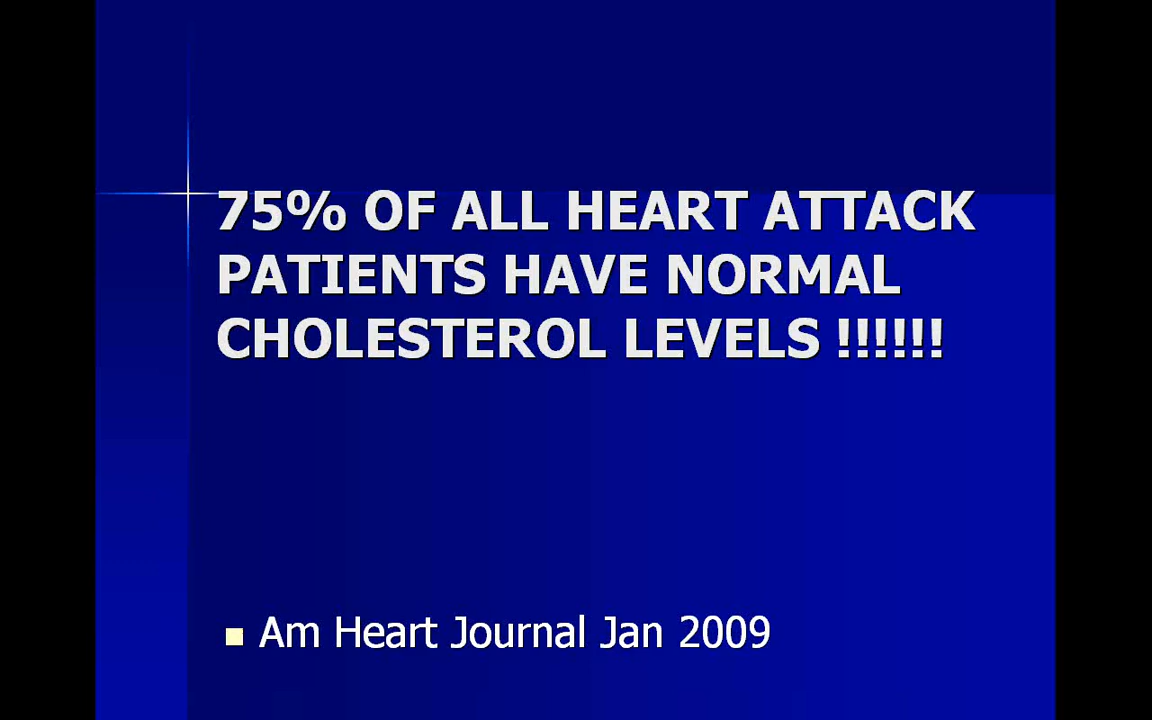 75% OF ALL HEART ATTACK
PATIENTS HAVE NORMAL
CHOLESTEROL LEVELS !!!!!!
Am Heart Journal Jan 2009